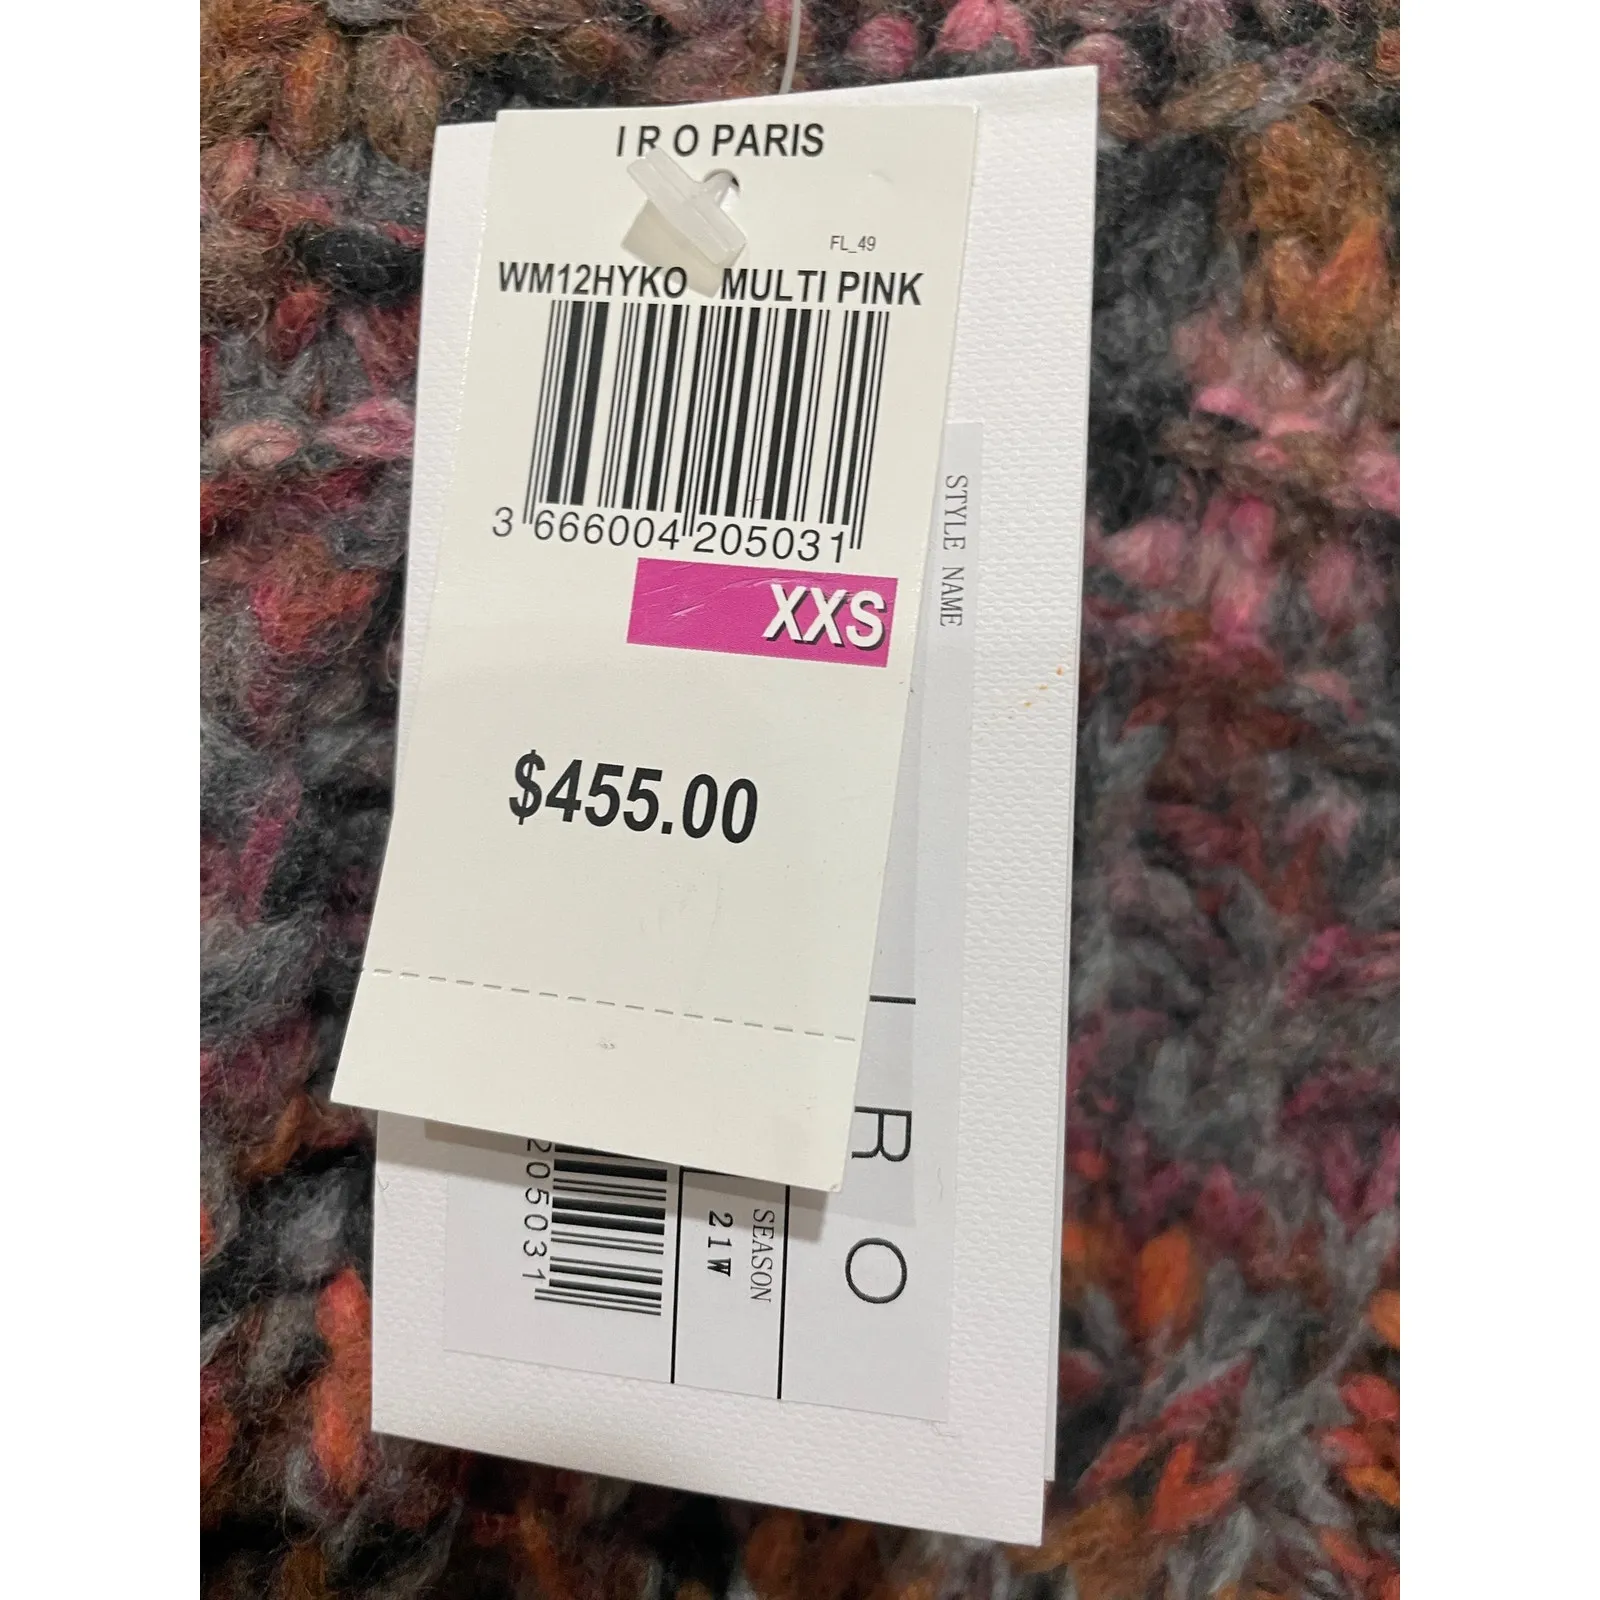 I R O PARIS
FL_49
WM12HYKO MULTI PINK
3 666004 205031
XXS
$455.00
STYLE NAME
I R O
SEASON
21W
205031